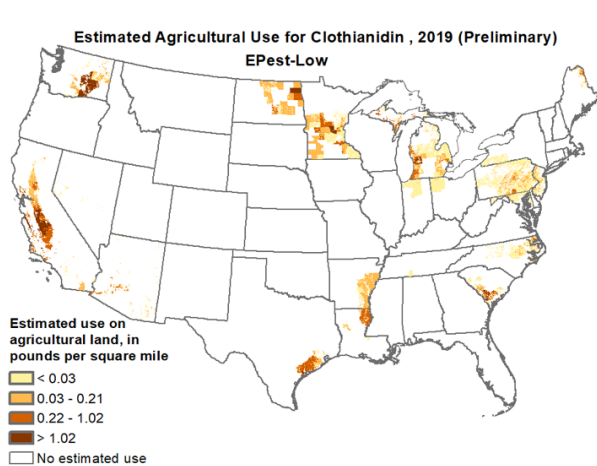 Estimated Agricultural Use for Clothianidin , 2019 (Preliminary)
EPest-Low
Estimated use on
agricultural land, in
pounds per square mile
< 0.03
0.03 - 0.21
0.22 - 1.02
> 1.02
No estimated use